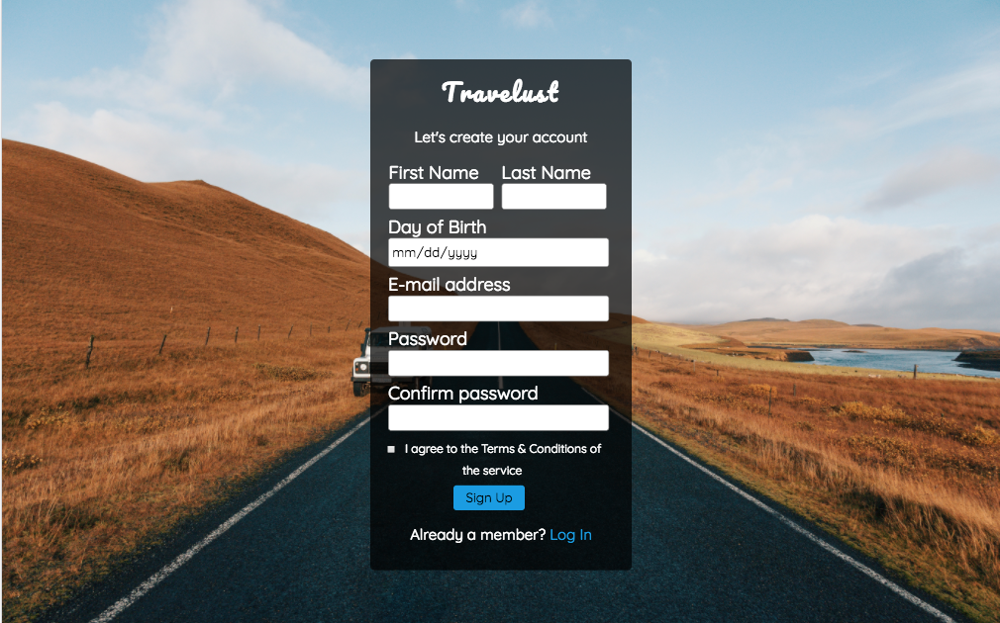 Travelust
Let's create your account
First Name Last Name
Day of Birth
mm/dd/yyyy
E-mail address
Password
Confirm password
I agree to the Terms & Conditions of
the service
Sign Up
Already a member? Log In